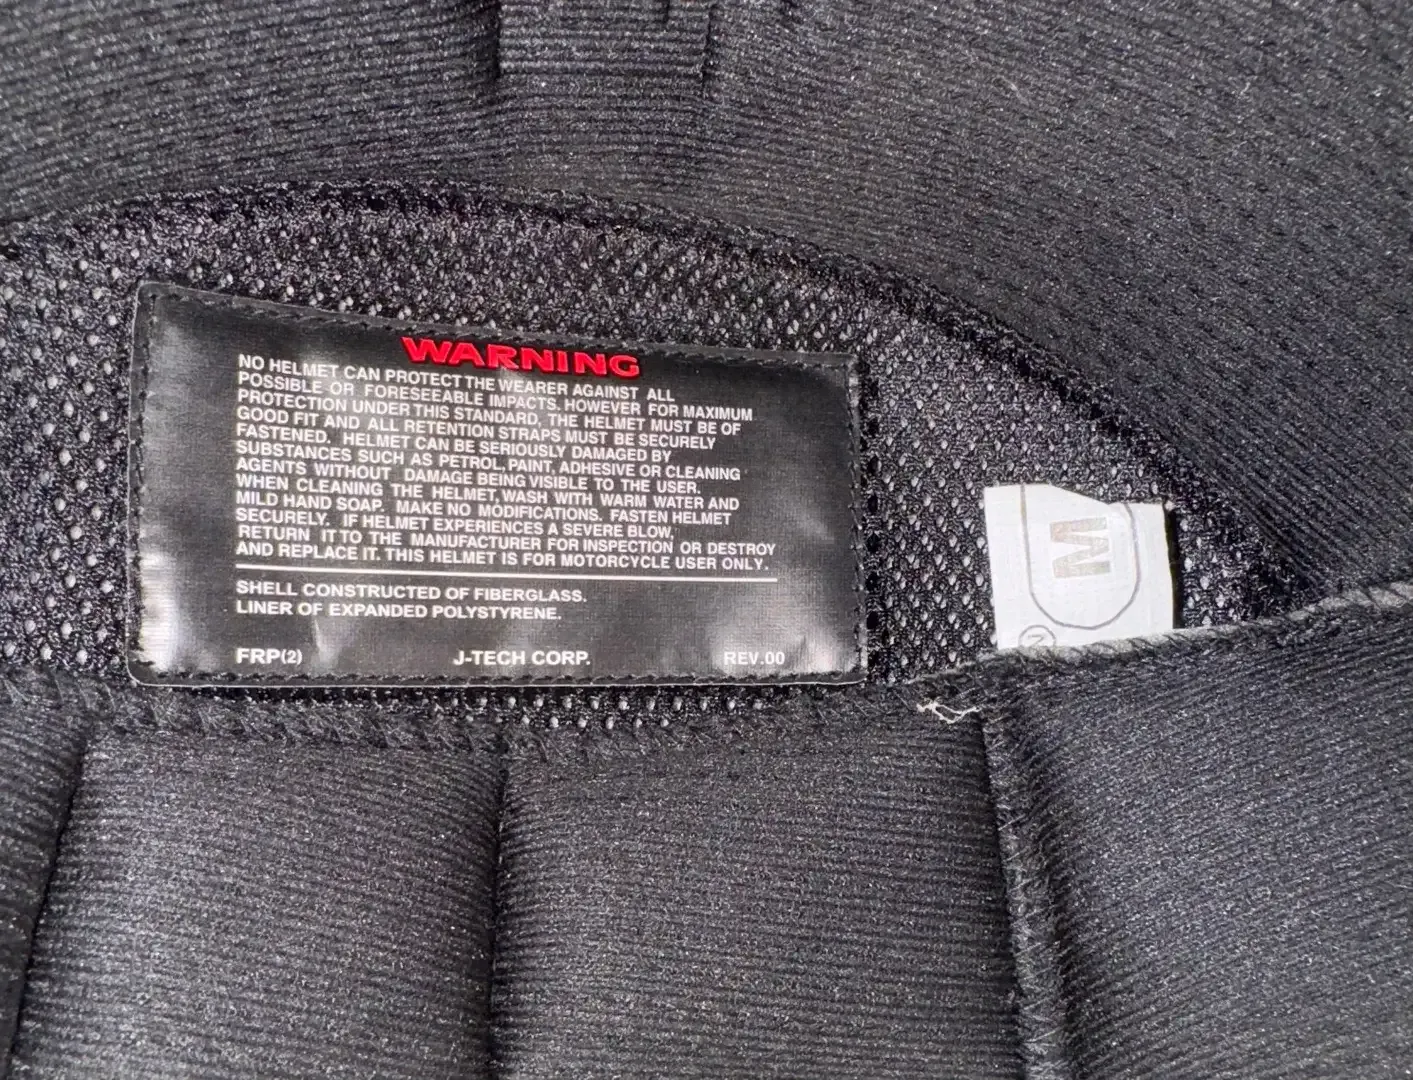 WARNING
NO HELMET CAN PROTECT THE WEARER AGAINST ALL
POSSIBLE OR FORESEEABLE IMPACTS. HOWEVER FOR MAXIMUM
PROTECTION UNDER THIS STANDARD, THE HELMET MUST BE OF
GOOD FIT AND ALL RETENTION STRAPS MUST BE SECURELY
FASTENED. HELMET CAN BE SERIOUSLY DAMAGED BY
SUBSTANCES SUCH AS PETROL, PAINT, ADHESIVE OR CLEANING
AGENTS WITHOUT DAMAGE BEING VISIBLE TO THE USER.
WHEN CLEANING THE HELMET, WASH WITH WARM WATER AND
MILD HAND SOAP. MAKE NO MODIFICATIONS. FASTEN HELMET
SECURELY. IF HELMET EXPERIENCES A SEVERE BLOW,
RETURN IT TO THE MANUFACTURER FOR INSPECTION OR DESTROY
AND REPLACE IT. THIS HELMET IS FOR MOTORCYCLE USER ONLY.
SHELL CONSTRUCTED OF FIBERGLASS.
LINER OF EXPANDED POLYSTYRENE.
FRP(2) J-TECH CORP. REV.00
M